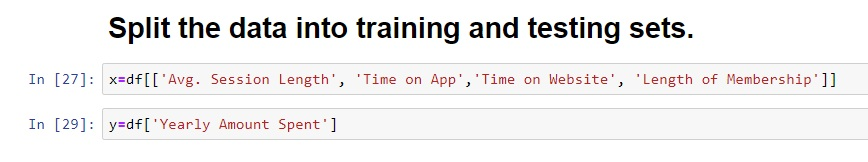 Split the data into training and testing sets.
In [27]: x=df[['Avg. Session Length', 'Time on App','Time on Website', 'Length of Membership']]
In [29]: y=df['Yearly Amount Spent']